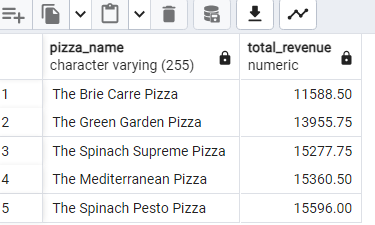 pizza_name total_revenue
character varying (255) numeric
1 The Brie Carre Pizza 11588.50
2 The Green Garden Pizza 13955.75
3 The Spinach Supreme Pizza 15277.75
4 The Mediterranean Pizza 15360.50
5 The Spinach Pesto Pizza 15596.00